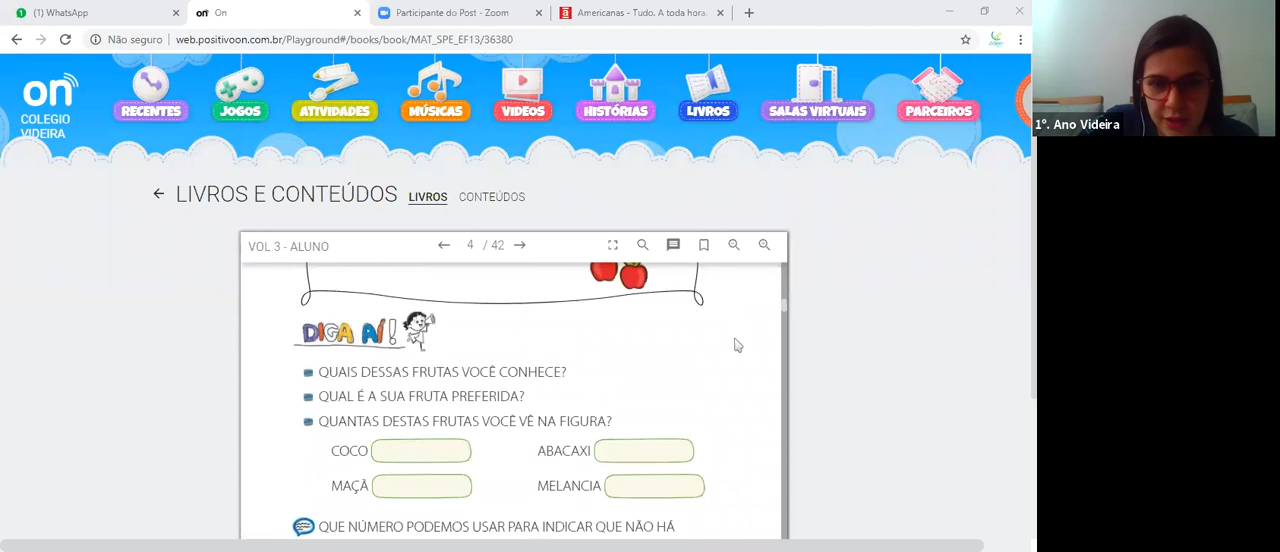 (1) WhatsApp
On
Participante do Post - Zoom
Americanas - Tudo. A toda hora.
Não seguro
web.positivoon.com.br/Playground#/books/book/MAT_SPE_EF13/36380
on
COLEGIO
VIDEIRA
RECENTES
JOGOS
ATIVIDADES
MÚSICAS
VIDEOS
HISTÓRIAS
LIVROS
SALAS VIRTUAIS
PARCEIROS
1º. Ano Videira
LIVROS E CONTEÚDOS LIVROS CONTEÚDOS
VOL 3 - ALUNO
4 / 42
DIGA AÍ!
QUAIS DESSAS FRUTAS VOCÊ CONHECE?
QUAL É A SUA FRUTA PREFERIDA?
QUANTAS DESTAS FRUTAS VOCÊ VÊ NA FIGURA?
COCO ABACAXI
MAÇÃ MELANCIA
QUE NÚMERO PODEMOS USAR PARA INDICAR QUE NÃO HÁ